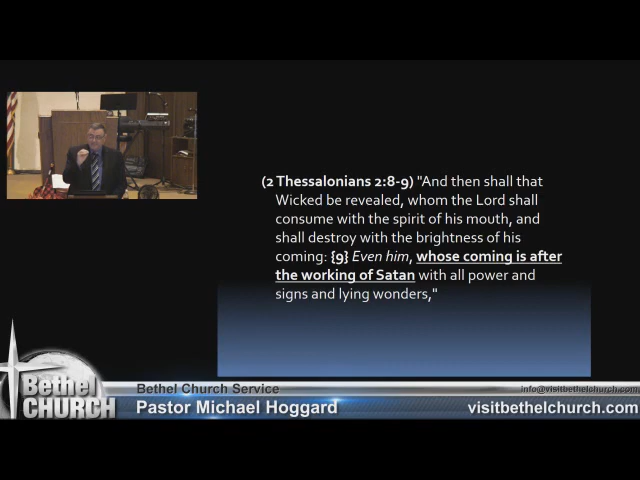 (2 Thessalonians 2:8-9) "And then shall that
Wicked be revealed, whom the Lord shall
consume with the spirit of his mouth, and
shall destroy with the brightness of his
coming: {9} Even him, whose coming is after
the working of Satan with all power and
signs and lying wonders,"
Bethel
CHURCH
Bethel Church Service
info@visitbethelchurch.com
Pastor Michael Hoggard
visitbethelchurch.com